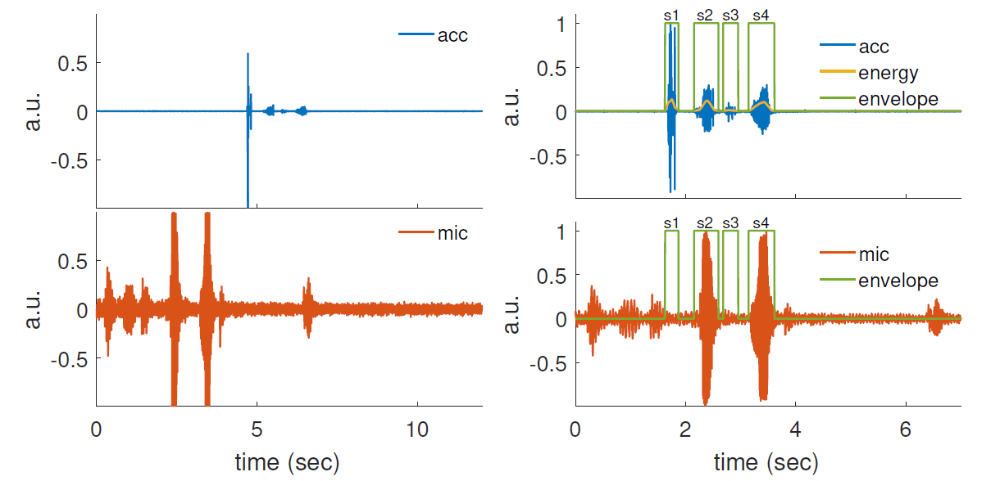 acc
0.5
0
-0.5
a.u.
mic
0.5
0
-0.5
a.u.
0 5 10
time (sec)
s1 s2 s3 s4
1
acc
0.5
energy
envelope
0
-0.5
a.u.
s1 s2 s3 s4
1
mic
0.5
envelope
0
-0.5
a.u.
0 2 4 6
time (sec)